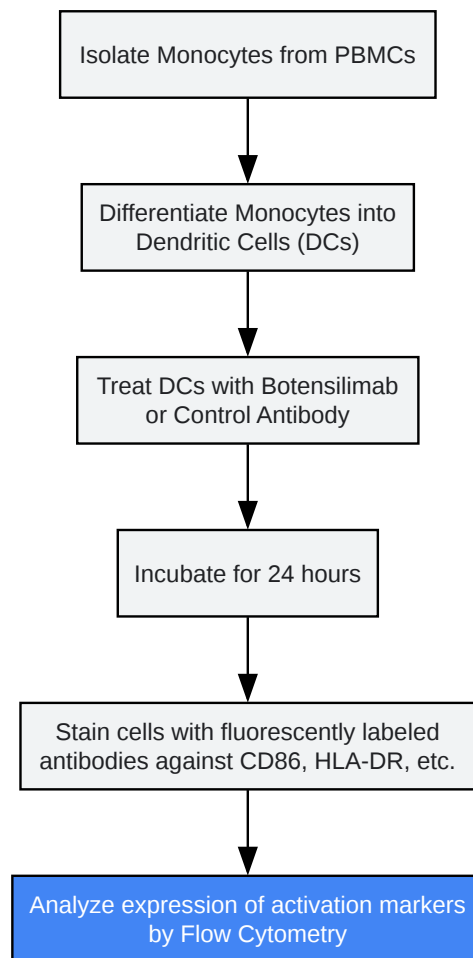 Isolate Monocytes from PBMCs
Differentiate Monocytes into
Dendritic Cells (DCs)
Treat DCs with Botensilimab
or Control Antibody
Incubate for 24 hours
Stain cells with fluorescently labeled
antibodies against CD86, HLA-DR, etc.
Analyze expression of activation markers
by Flow Cytometry